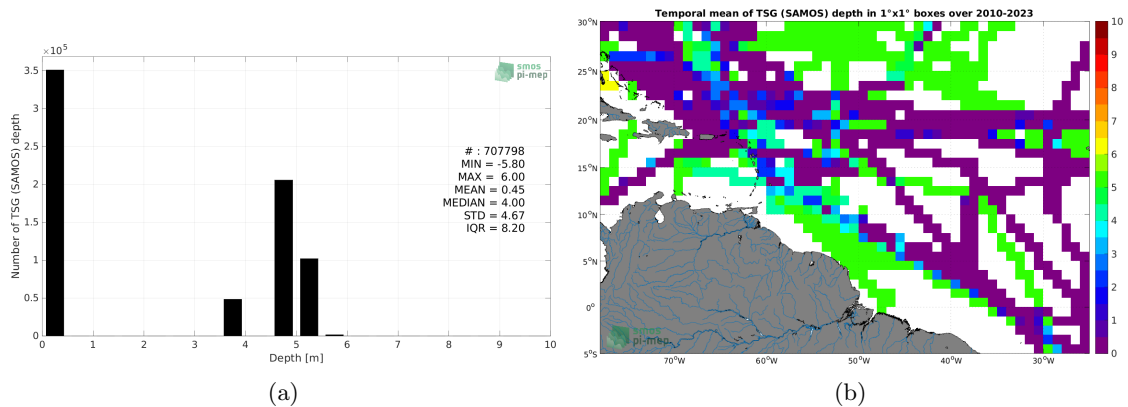 ×10⁵
3.5
3
2.5
2
1.5
1
0.5
0
Number of TSG (SAMOS) depth
smos
pi-mep
# : 707798
MIN = -5.80
MAX = 6.00
MEAN = 0.45
MEDIAN = 4.00
STD = 4.67
IQR = 8.20
0 1 2 3 4 5 6 7 8 9 10
Depth [m]
(a)
Temporal mean of TSG (SAMOS) depth in 1°x1° boxes over 2010-2023
30°N
25°N
20°N
15°N
10°N
5°N
0°
5°S
70°W 60°W 50°W 40°W 30°W
smos
pi-mep
10
9
8
7
6
5
4
3
2
1
0
(b)